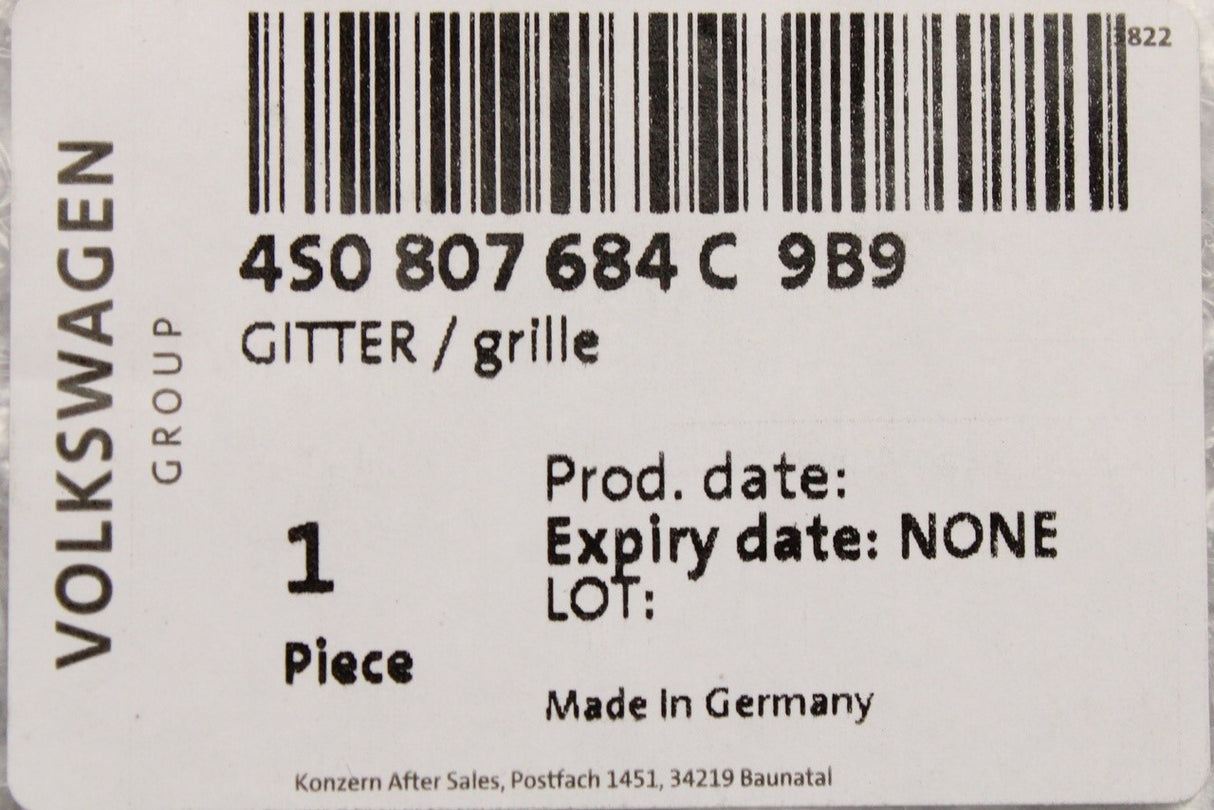 3822
VOLKSWAGEN
GROUP
4S0 807 684 C 9B9
GITTER / grille
Prod. date:
Expiry date: NONE
LOT:
1
Piece
Made In Germany
Konzern After Sales, Postfach 1451, 34219 Baunatal